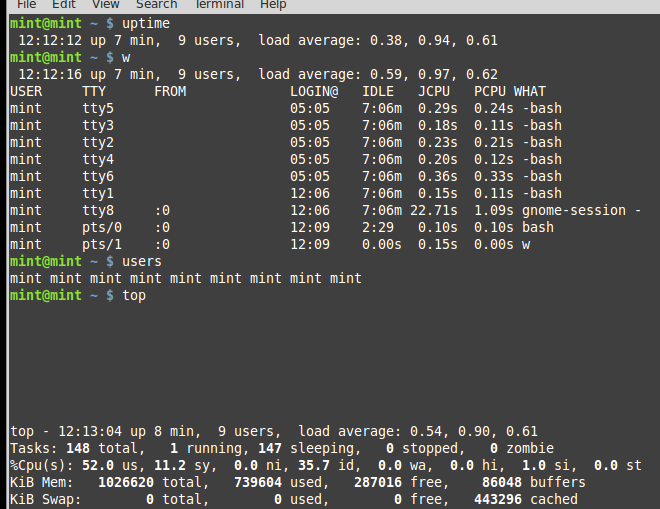 File Edit View Search Terminal Help
mint@mint ~ $ uptime
12:12:12 up 7 min, 9 users, load average: 0.38, 0.94, 0.61
mint@mint ~ $ w
12:12:16 up 7 min, 9 users, load average: 0.59, 0.97, 0.62
USER TTY FROM LOGIN@ IDLE JCPU PCPU WHAT
mint tty5 05:05 7:06m 0.29s 0.24s -bash
mint tty3 05:05 7:06m 0.18s 0.11s -bash
mint tty2 05:05 7:06m 0.23s 0.21s -bash
mint tty4 05:05 7:06m 0.20s 0.12s -bash
mint tty6 05:05 7:06m 0.36s 0.33s -bash
mint tty1 12:06 7:06m 0.15s 0.11s -bash
mint tty8 :0 12:06 7:06m 22.71s 1.09s gnome-session -
mint pts/0 :0 12:09 2:29 0.10s 0.10s bash
mint pts/1 :0 12:09 0.00s 0.15s 0.00s w
mint@mint ~ $ users
mint mint mint mint mint mint mint mint mint
mint@mint ~ $ top
top - 12:13:04 up 8 min, 9 users, load average: 0.54, 0.90, 0.61
Tasks: 148 total, 1 running, 147 sleeping, 0 stopped, 0 zombie
%Cpu(s): 52.0 us, 11.2 sy, 0.0 ni, 35.7 id, 0.0 wa, 0.0 hi, 1.0 si, 0.0 st
KiB Mem: 1026620 total, 739604 used, 287016 free, 86048 buffers
KiB Swap: 0 total, 0 used, 0 free, 443296 cached